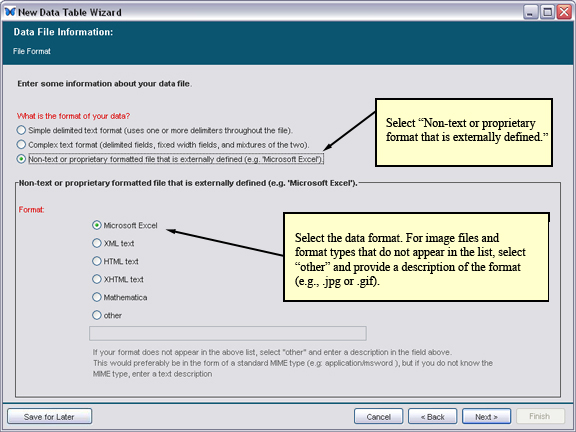 New Data Table Wizard
Data File Information:
File Format
Enter some information about your data file.
What is the format of your data?
Simple delimited text format (uses one or more delimiters throughout the file).
Complex text format (delimited fields, fixed width fields, and mixtures of the two).
Non-text or proprietary formatted file that is externally defined (e.g. 'Microsoft Excel').
Select “Non-text or proprietary
format that is externally defined.”
Non-text or proprietary formatted file that is externally defined (e.g. 'Microsoft Excel').
Format:
Microsoft Excel
XML text
HTML text
XHTML text
Mathematica
other
Select the data format. For image files and
format types that do not appear in the list, select
“other” and provide a description of the format
(e.g., .jpg or .gif).
If your format does not appear in the above list, select "other" and enter a description in the field above.
This would preferably be in the form of a standard MIME type (e.g: application/msword ), but if you do not know the
MIME type, enter a text description
Save for Later
Cancel
< Back
Next >
Finish